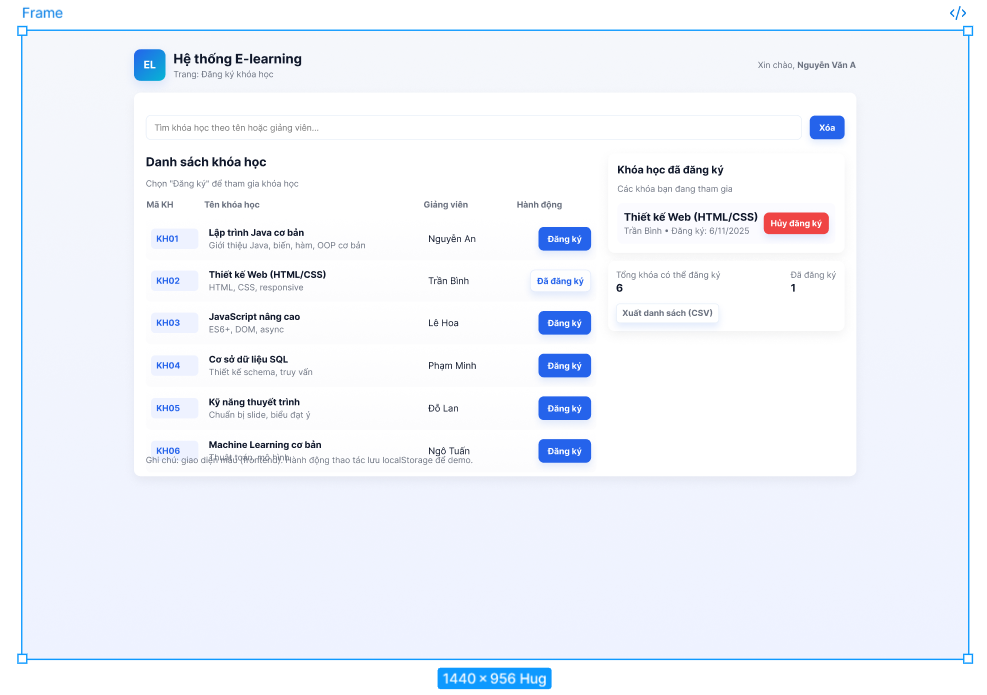 Frame
EL
Hệ thống E-learning
Trang: Đăng ký khóa học
Xin chào, Nguyễn Văn A
Tìm khóa học theo tên hoặc giảng viên...
Xóa
Danh sách khóa học
Chọn "Đăng ký" để tham gia khóa học
Mã KH Tên khóa học Giảng viên Hành động
KH01 Lập trình Java cơ bản Nguyễn An Đăng ký
Giới thiệu Java, biến, hàm, OOP cơ bản
KH02 Thiết kế Web (HTML/CSS) Trần Bình Đã đăng ký
HTML, CSS, responsive
KH03 JavaScript nâng cao Lê Hoa Đăng ký
ES6+, DOM, async
KH04 Cơ sở dữ liệu SQL Phạm Minh Đăng ký
Thiết kế schema, truy vấn
KH05 Kỹ năng thuyết trình Đỗ Lan Đăng ký
Chuẩn bị slide, biểu đạt ý
KH06 Machine Learning cơ bản Ngô Tuấn Đăng ký
Thuật toán, mô hình
Ghi chú: giao diện mẫu (frontend). Hành động thao tác lưu localStorage để demo.
Khóa học đã đăng ký
Các khóa bạn đang tham gia
Thiết kế Web (HTML/CSS)
Trần Bình • Đăng ký: 6/11/2025
Hủy đăng ký
Tổng khóa có thể đăng ký Đã đăng ký
6 1
Xuất danh sách (CSV)
1440 × 956 Hug